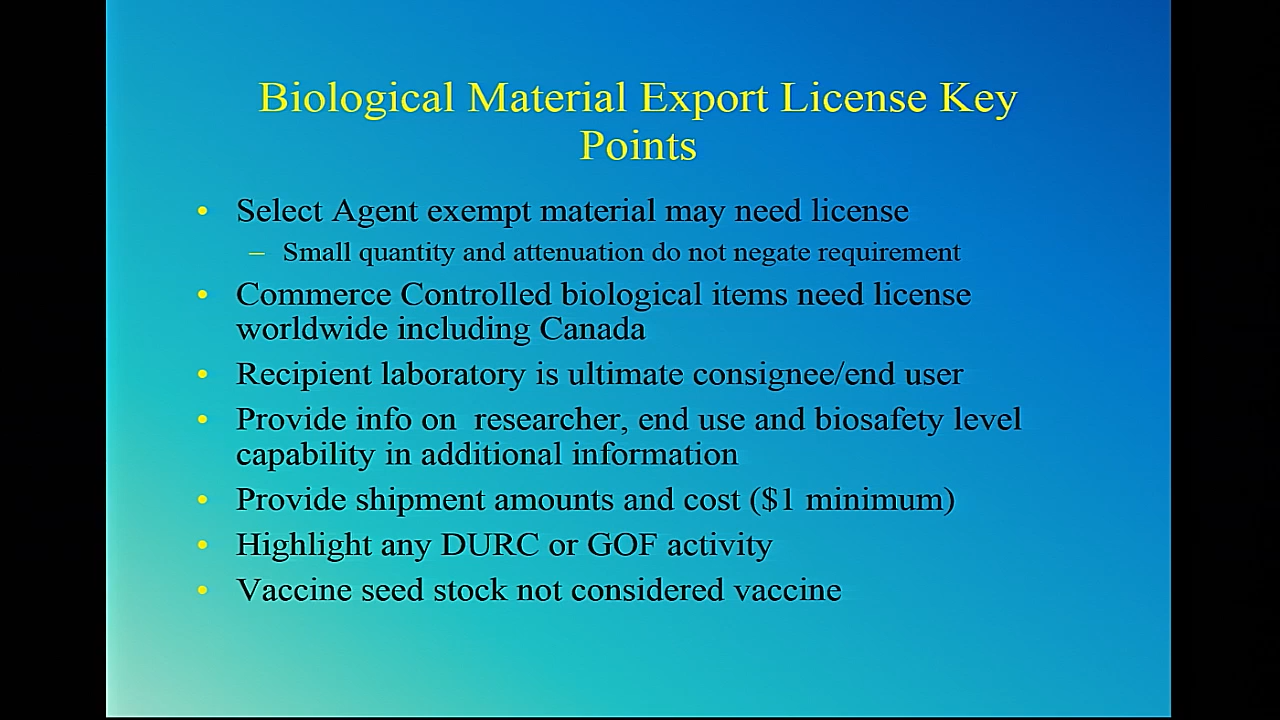 Biological Material Export License Key
Points
• Select Agent exempt material may need license
– Small quantity and attenuation do not negate requirement
• Commerce Controlled biological items need license
worldwide including Canada
• Recipient laboratory is ultimate consignee/end user
• Provide info on  researcher, end use and biosafety level
capability in additional information
• Provide shipment amounts and cost ($1 minimum)
• Highlight any DURC or GOF activity
• Vaccine seed stock not considered vaccine